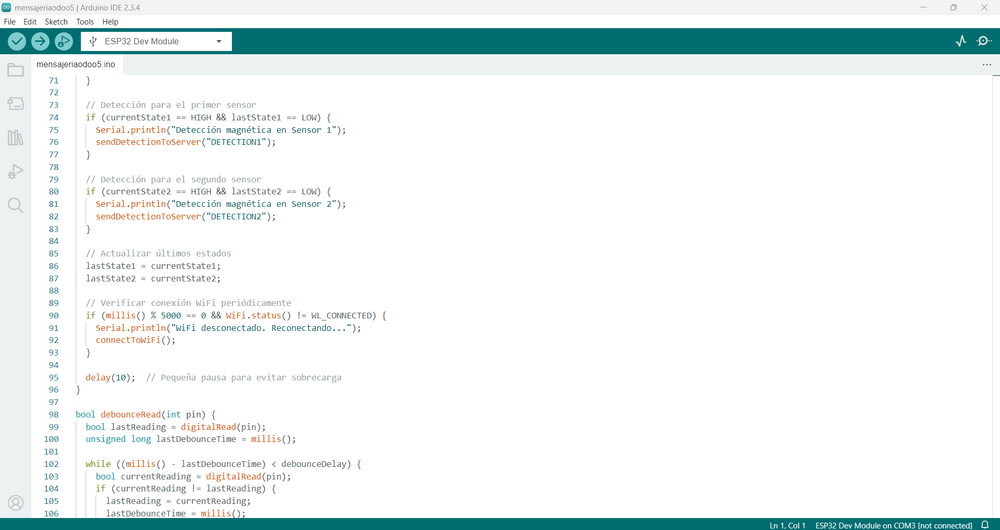 mensajeriaodoo5 | Arduino IDE 2.3.4
File Edit Sketch Tools Help
ESP32 Dev Module
mensajeriaodoo5.ino
71 }
72
73 // Detección para el primer sensor
74 if (currentState1 == HIGH && lastState1 == LOW) {
75 Serial.println("Detección magnética en Sensor 1");
76 sendDetectionToServer("DETECTION1");
77 }
78
79 // Detección para el segundo sensor
80 if (currentState2 == HIGH && lastState2 == LOW) {
81 Serial.println("Detección magnética en Sensor 2");
82 sendDetectionToServer("DETECTION2");
83 }
84
85 // Actualizar últimos estados
86 lastState1 = currentState1;
87 lastState2 = currentState2;
88
89 // Verificar conexión WiFi periódicamente
90 if (millis() % 5000 == 0 && WiFi.status() != WL_CONNECTED) {
91 Serial.println("WiFi desconectado. Reconectando...");
92 connectToWiFi();
93 }
94
95 delay(10); // Pequeña pausa para evitar sobrecarga
96 }
97
98 bool debounceRead(int pin) {
99 bool lastReading = digitalRead(pin);
100 unsigned long lastDebounceTime = millis();
101
102 while ((millis() - lastDebounceTime) < debounceDelay) {
103 bool currentReading = digitalRead(pin);
104 if (currentReading != lastReading) {
105 lastReading = currentReading;
106 lastDebounceTime = millis();
Ln 1, Col 1 ESP32 Dev Module on COM3 [not connected]